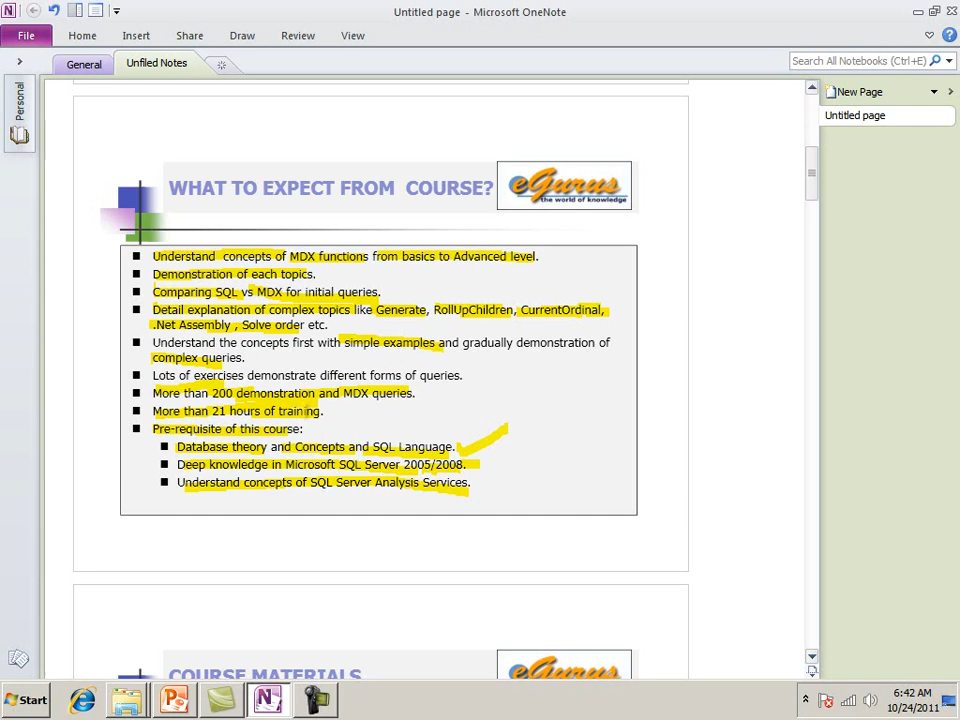 Untitled page - Microsoft OneNote
File Home Insert Share Draw Review View
General Unfiled Notes Search All Notebooks (Ctrl+E)
Personal
New Page
Untitled page
WHAT TO EXPECT FROM COURSE?
eGurus
the world of knowledge
Understand concepts of MDX functions from basics to Advanced level.
Demonstration of each topics.
Comparing SQL vs MDX for initial queries.
Detail explanation of complex topics like Generate, RollUpChildren, CurrentOrdinal,
.Net Assembly , Solve order etc.
Understand the concepts first with simple examples and gradually demonstration of
complex queries.
Lots of exercises demonstrate different forms of queries.
More than 200 demonstration and MDX queries.
More than 21 hours of training.
Pre-requisite of this course:
Database theory and Concepts and SQL Language.
Deep knowledge in Microsoft SQL Server 2005/2008.
Understand concepts of SQL Server Analysis Services.
COURSE MATERIALS
eGurus
Start
6:42 AM
10/24/2011